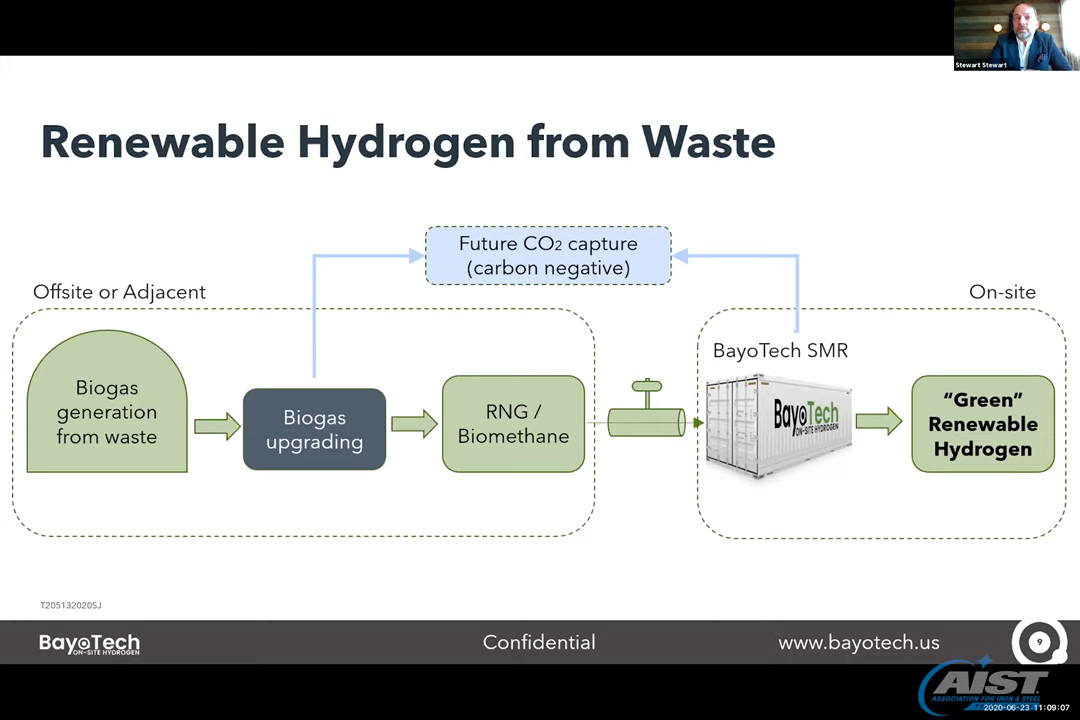 Stewart Stewart
Renewable Hydrogen from Waste
Future CO2 capture
(carbon negative)
Offsite or Adjacent
On-site
Biogas
generation
from waste
Biogas
upgrading
RNG /
Biomethane
BayoTech SMR
BayoTech
ON-SITE HYDROGEN
“Green”
Renewable
Hydrogen
T205132020SJ
BayoTech
ON-SITE HYDROGEN
Confidential
www.bayotech.us
9
AIST
ASSOCIATION FOR IRON & STEEL
2020-06-23 11:09:07